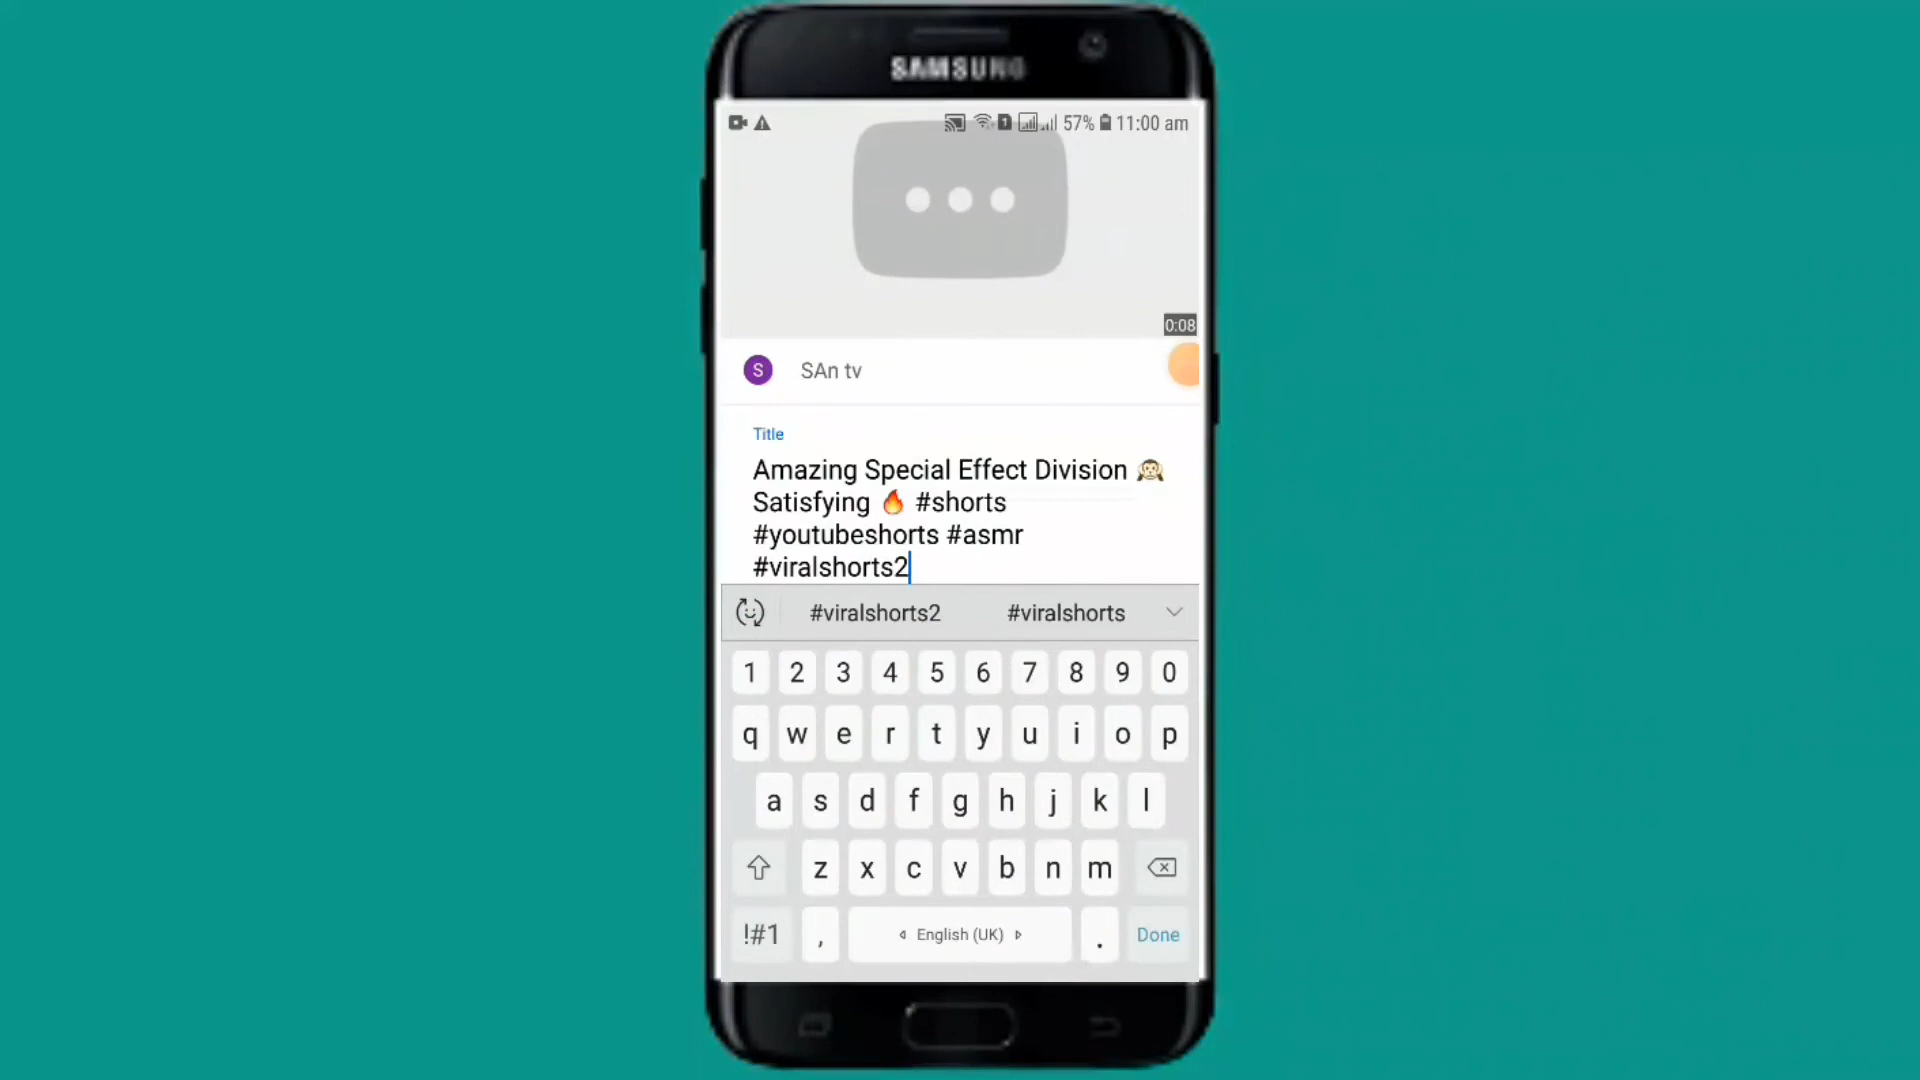 SAMSUNG
1 57% 11:00 am
0:08
S SAn tv
Title
Amazing Special Effect Division 🙉
Satisfying 🔥 #shorts
#youtubeshorts #asmr
#viralshorts2
#viralshorts2 #viralshorts
1 2 3 4 5 6 7 8 9 0
q w e r t y u i o p
a s d f g h j k l
z x c v b n m
!#1 , English (UK) . Done